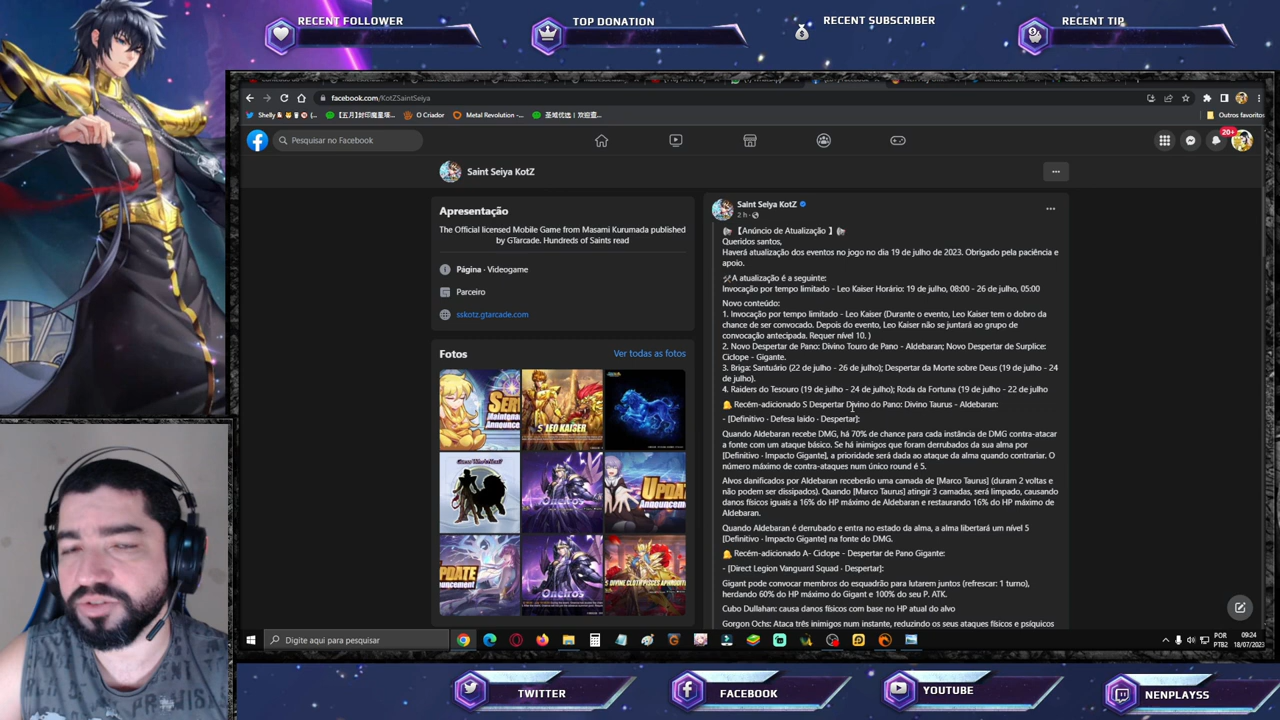 RECENT FOLLOWER
TOP DONATION
RECENT SUBSCRIBER
RECENT TIP
facebook.com/KotZSaintSeiya
Shelly &
O Criador
Metal Revolution -...
Outros favoritos
Pesquisar no Facebook
20+
Saint Seiya KotZ
Apresentação
The Official licensed Mobile Game from Masami Kurumada published
by GTarcade. Hundreds of Saints read
Página · Videogame
Parceiro
sskotz.gtarcade.com
Fotos
Ver todas as fotos
LEO KAISER
Oneiros
Oneiros
Saint Seiya KotZ
2 h ·
【Anúncio de Atualização 】
Queridos santos,
Haverá atualização dos eventos no jogo no dia 19 de julho de 2023. Obrigado pela paciência e
apoio.
A atualização é a seguinte:
Invocação por tempo limitado - Leo Kaiser Horário: 19 de julho, 08:00 - 26 de julho, 05:00
Novo conteúdo:
1. Invocação por tempo limitado - Leo Kaiser (Durante o evento, Leo Kaiser tem o dobro da
chance de ser convocado. Depois do evento, Leo Kaiser não se juntará ao grupo de
convocação antecipada. Requer nível 10. )
2. Novo Despertar de Pano: Divino Touro de Pano - Aldebaran; Novo Despertar de Surplice:
Ciclope - Gigante.
3. Briga: Santuário (22 de julho - 26 de julho); Despertar da Morte sobre Deus (19 de julho - 24
de julho).
4. Raiders do Tesouro (19 de julho - 24 de julho); Roda da Fortuna (19 de julho - 22 de julho
Recém-adicionado S Despertar Divino do Pano: Divino Taurus - Aldebaran:
- [Definitivo · Defesa Iaido · Despertar]:
Quando Aldebaran recebe DMG, há 70% de chance para cada instância de DMG contra-atacar
a fonte com um ataque básico. Se há inimigos que foram derrubados da sua alma por
[Definitivo · Impacto Gigante], a prioridade será dada ao ataque da alma quando contrariar. O
número máximo de contra-ataques num único round é 5.
Alvos danificados por Aldebaran receberão uma camada de [Marco Taurus] (duram 2 voltas e
não podem ser dissipados). Quando [Marco Taurus] atingir 3 camadas, será limpado, causando
danos físicos iguais a 16% do HP máximo de Aldebaran e restaurando 16% do HP máximo de
Aldebaran.
Quando Aldebaran é derrubado e entra no estado da alma, a alma libertará um nível 5
[Definitivo · Impacto Gigante] na fonte do DMG.
Recém-adicionado A- Ciclope - Despertar de Pano Gigante:
- [Direct Legion Vanguard Squad · Despertar]:
Gigant pode convocar membros do esquadrão para lutarem juntos (refrescar: 1 turno),
herdando 60% do HP máximo do Gigant e 100% do seu P. ATK.
Cubo Dullahan: causa danos físicos com base no HP atual do alvo
Gorgon Ochs: Ataca três inimigos num instante, reduzindo os seus ataques físicos e psíquicos
Digite aqui para pesquisar
POR
PTB2
09:24
18/07/2023
TWITTER
FACEBOOK
YOUTUBE
NENPLAYSS